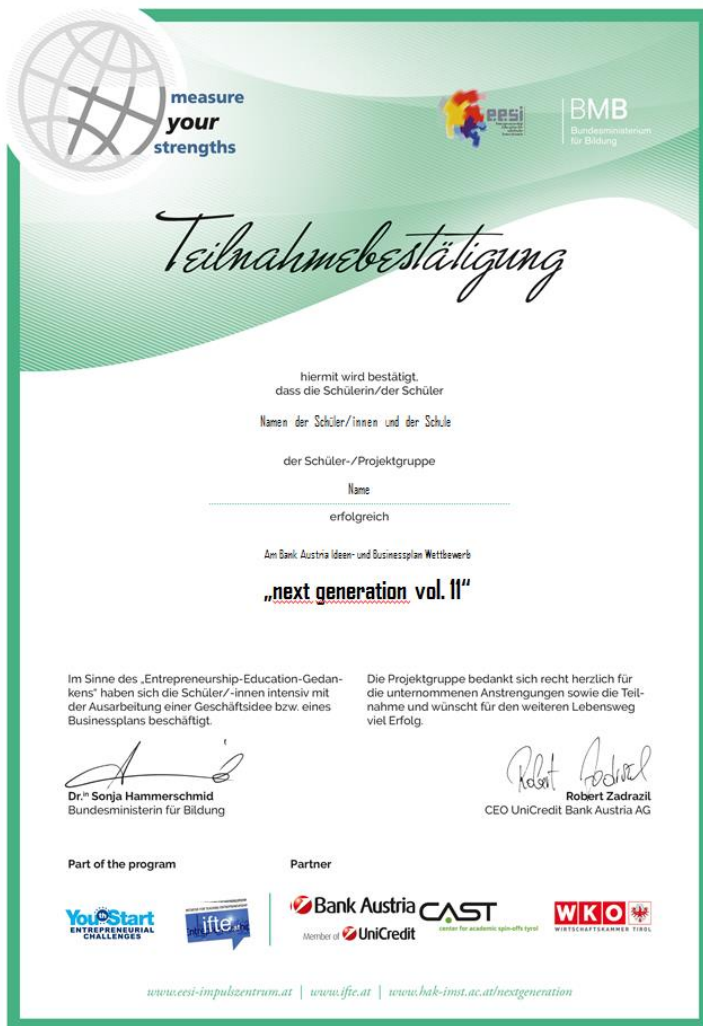 measure
your
strengths
eesi
BMB
Bundesministerium
für Bildung
Teilnahmebestätigung
hiermit wird bestätigt,
dass die Schülerin/der Schüler
Namen der Schüler/innen und der Schule
der Schüler-/Projektgruppe
Name
erfolgreich
Am Bank Austria Ideen- und Businessplan Wettbewerb
„next generation vol. 11“
Im Sinne des „Entrepreneurship-Education-Gedan-
kens“ haben sich die Schüler/-innen intensiv mit
der Ausarbeitung einer Geschäftsidee bzw. eines
Businessplans beschäftigt.
Die Projektgruppe bedankt sich recht herzlich für
die unternommenen Anstrengungen sowie die Teil-
nahme und wünscht für den weiteren Lebensweg
viel Erfolg.
Robert Zadrazil
Dr.in Sonja Hammerschmid
Bundesministerin für Bildung
Robert Zadrazil
CEO UniCredit Bank Austria AG
Part of the program
Partner
YouthStart
ENTREPRENEURIAL
CHALLENGES
ifte.at
Bank Austria
Member of UniCredit
CAST
center for academic spin-offs tyrol
WKO
WIRTSCHAFTSKAMMER TIROL
www.eesi-impulszentrum.at | www.ifte.at | www.hak-imst.ac.at/nextgeneration